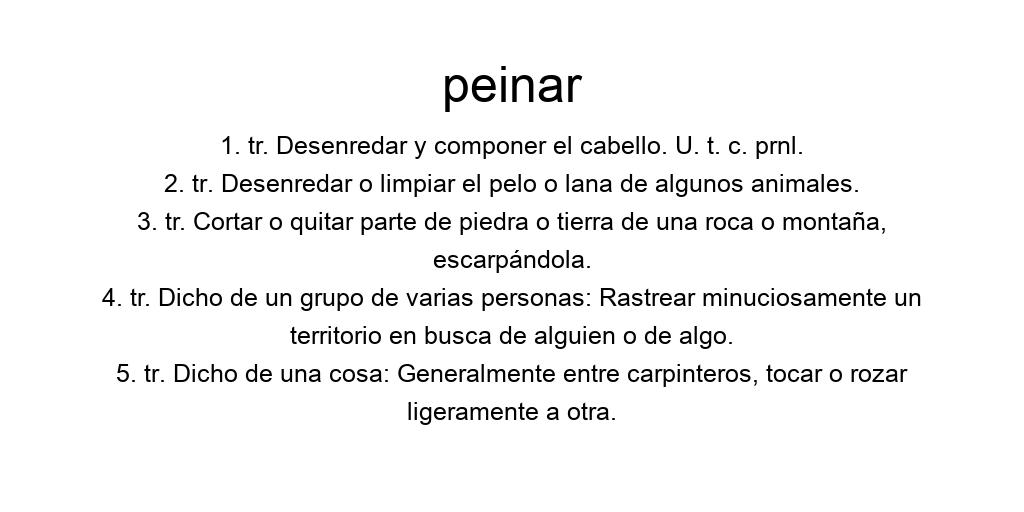 peinar
1. tr. Desenredar y componer el cabello. U. t. c. prnl.
2. tr. Desenredar o limpiar el pelo o lana de algunos animales.
3. tr. Cortar o quitar parte de piedra o tierra de una roca o montaña,
escarpándola.
4. tr. Dicho de un grupo de varias personas: Rastrear minuciosamente un
territorio en busca de alguien o de algo.
5. tr. Dicho de una cosa: Generalmente entre carpinteros, tocar o rozar
ligeramente a otra.